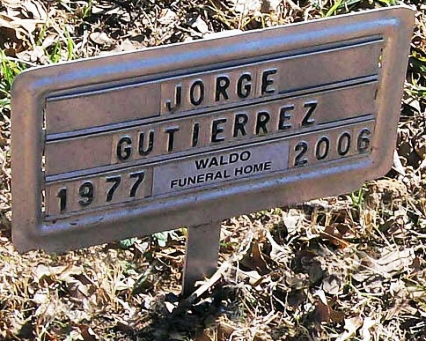 JORGE
GUTIERREZ
1977 WALDO FUNERAL HOME 2006